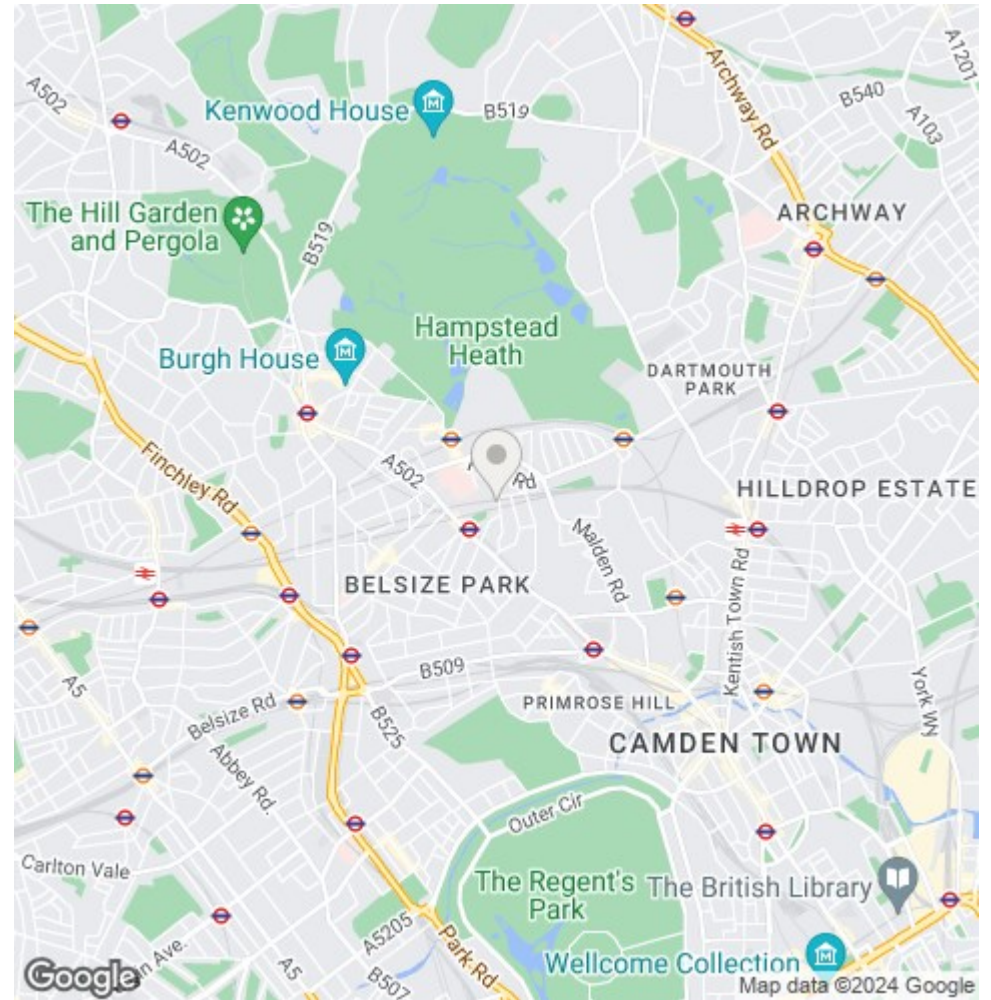 A502
Kenwood House
B519
Archway Rd
B540
A1201
A103
A502
The Hill Garden
and Pergola
B519
ARCHWAY
Hampstead
Heath
Burgh House
DARTMOUTH
PARK
Finchley Rd
A502
Rd
HILLDROP ESTATE
Malden Rd
BELSIZE PARK
Kentish Town Rd
B509
A5
Belsize Rd
PRIMROSE HILL
York Wy
B525
Abbey Rd.
CAMDEN TOWN
Outer Cir
Carlton Vale
The Regent's
Park
The British Library
A5205
Park Rd
Wellcome Collection
Google
Ave.
A5
B507
Map data ©2024 Google